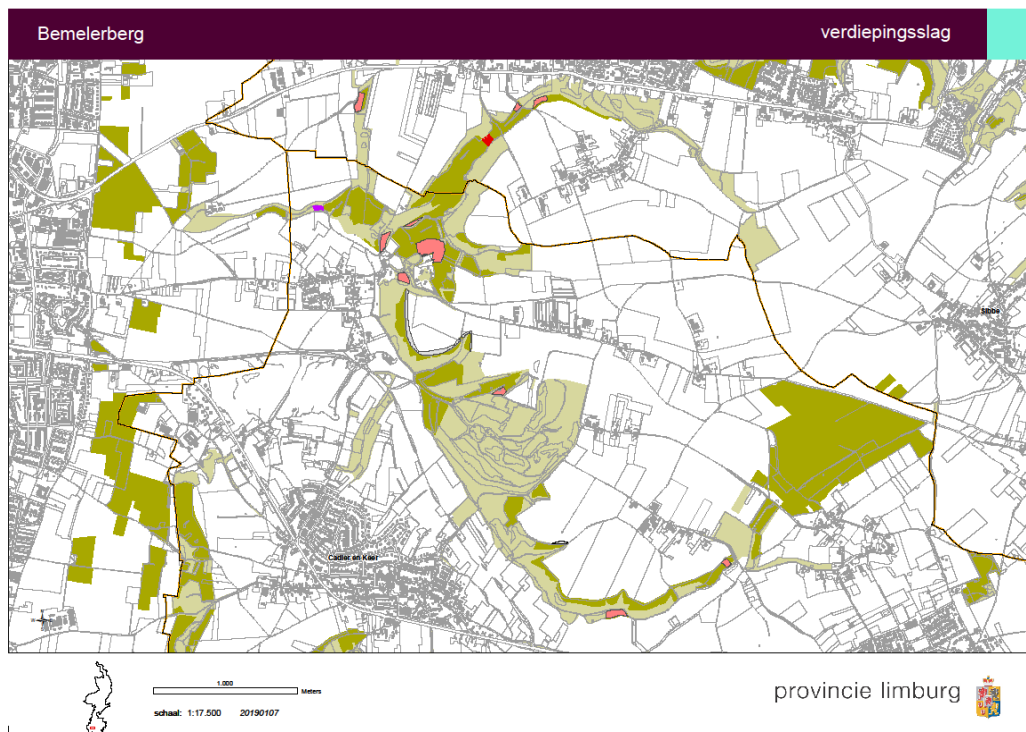 Bemelerberg
verdiepingsslag
Sibbe
Cadier en Keer
1.000
Meters
schaal: 1:17.500 20190107
provincie limburg